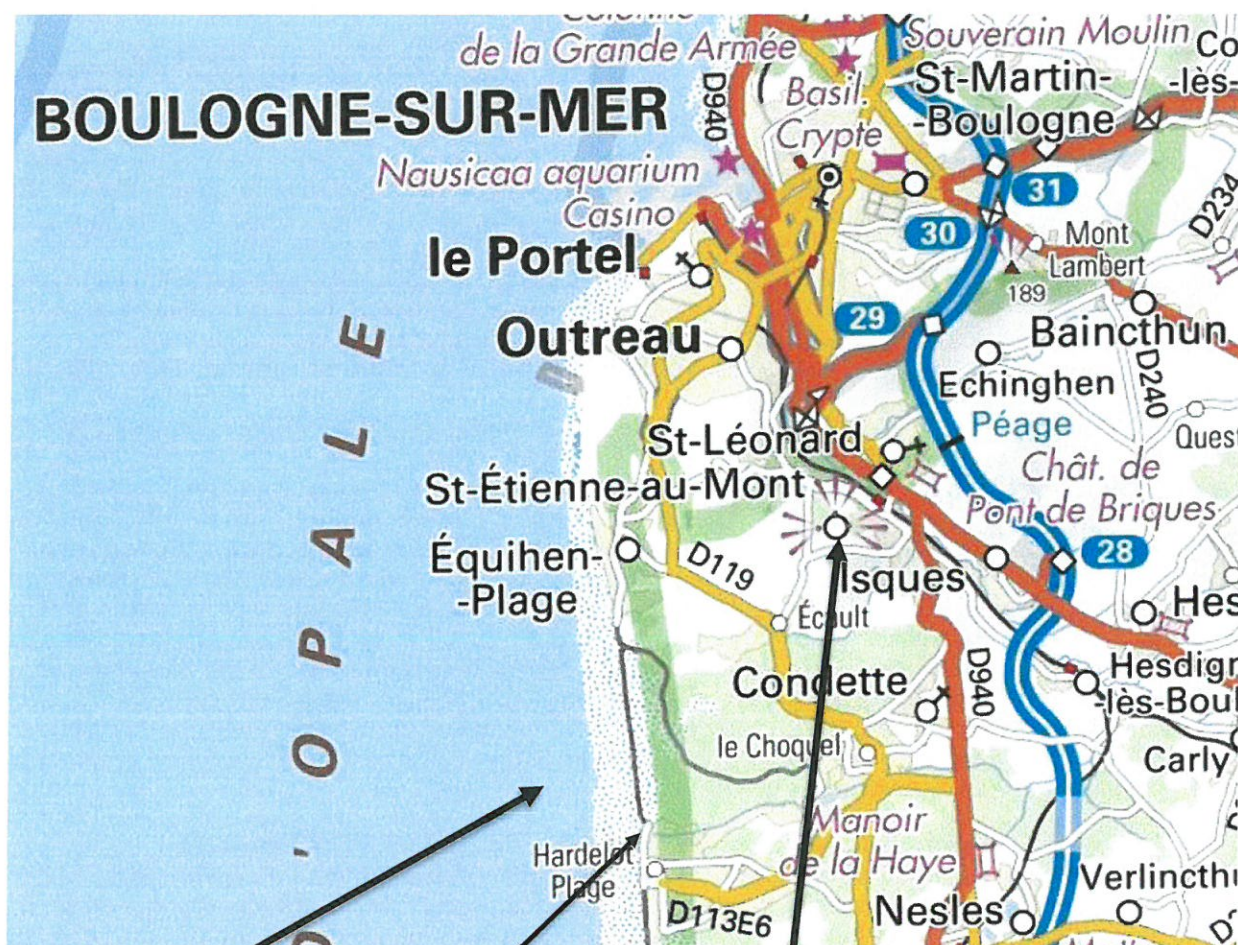 Colonne
de la Grande Armée
Souverain Moulin
Co
BOULOGNE-SUR-MER
D940
Basil.
Crypte
St-Martin-
-Boulogne
-lès-
Nausicaa aquarium
Casino
31
30
D234
le Portel
Mont
Lambert
189
29
Outreau
Baincthun
D240
Echinghen
Péage
Quest
St-Léonard
Chât. de
Pont de Briques
St-Étienne-au-Mont
Équihen-
-Plage
D119
Isques
28
Écault
Hes
Condette
D940
Hesdign
-lès-Boul
le Choquel
Carly
Manoir
de la Haye
Hardelot
Plage
D113E6
Nesles
Verlincthu
D'OPALE